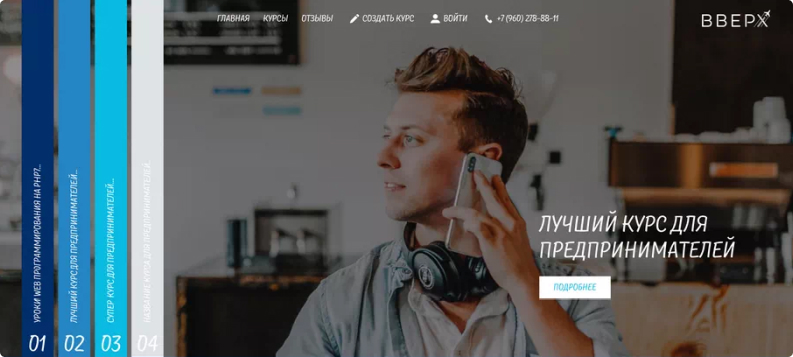 ГЛАВНАЯ КУРСЫ ОТЗЫВЫ СОЗДАТЬ КУРС ВОЙТИ +7 (960) 278-88-11
ВВЕРХ
УРОКИ WEB ПРОГРАММИРОВАНИЯ НА PHP7...
ЛУЧШИЙ КУРС ДЛЯ ПРЕДПРИНИМАТЕЛЕЙ...
СУПЕР КУРС ДЛЯ ПРЕДПРИНИМАТЕЛЕЙ...
НАЗВАНИЕ КУРСА ДЛЯ ПРЕДПРИНИМАТЕЛЕЙ...
01 02 03 04
ЛУЧШИЙ КУРС ДЛЯ
ПРЕДПРИНИМАТЕЛЕЙ
ПОДРОБНЕЕ